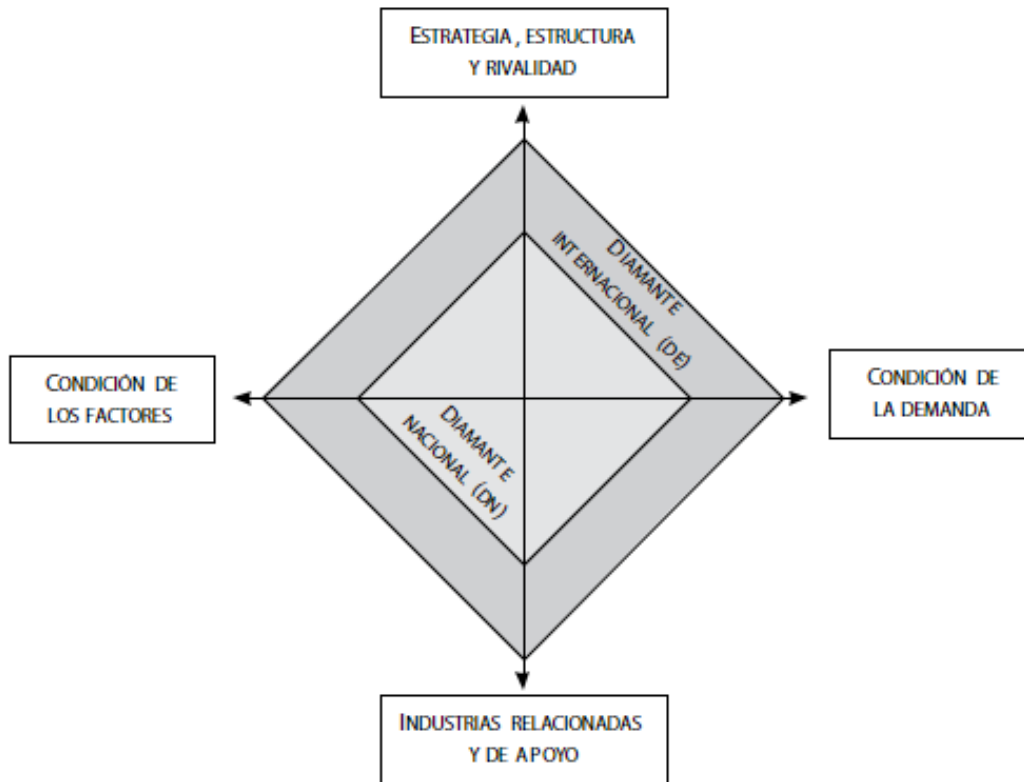 ESTRATEGIA, ESTRUCTURA
Y RIVALIDAD
DIAMANTE
INTERNACIONAL (DE)
CONDICIÓN DE
LOS FACTORES
CONDICIÓN DE
LA DEMANDA
DIAMANTE
NACIONAL (DN)
INDUSTRIAS RELACIONADAS
Y DE APOYO